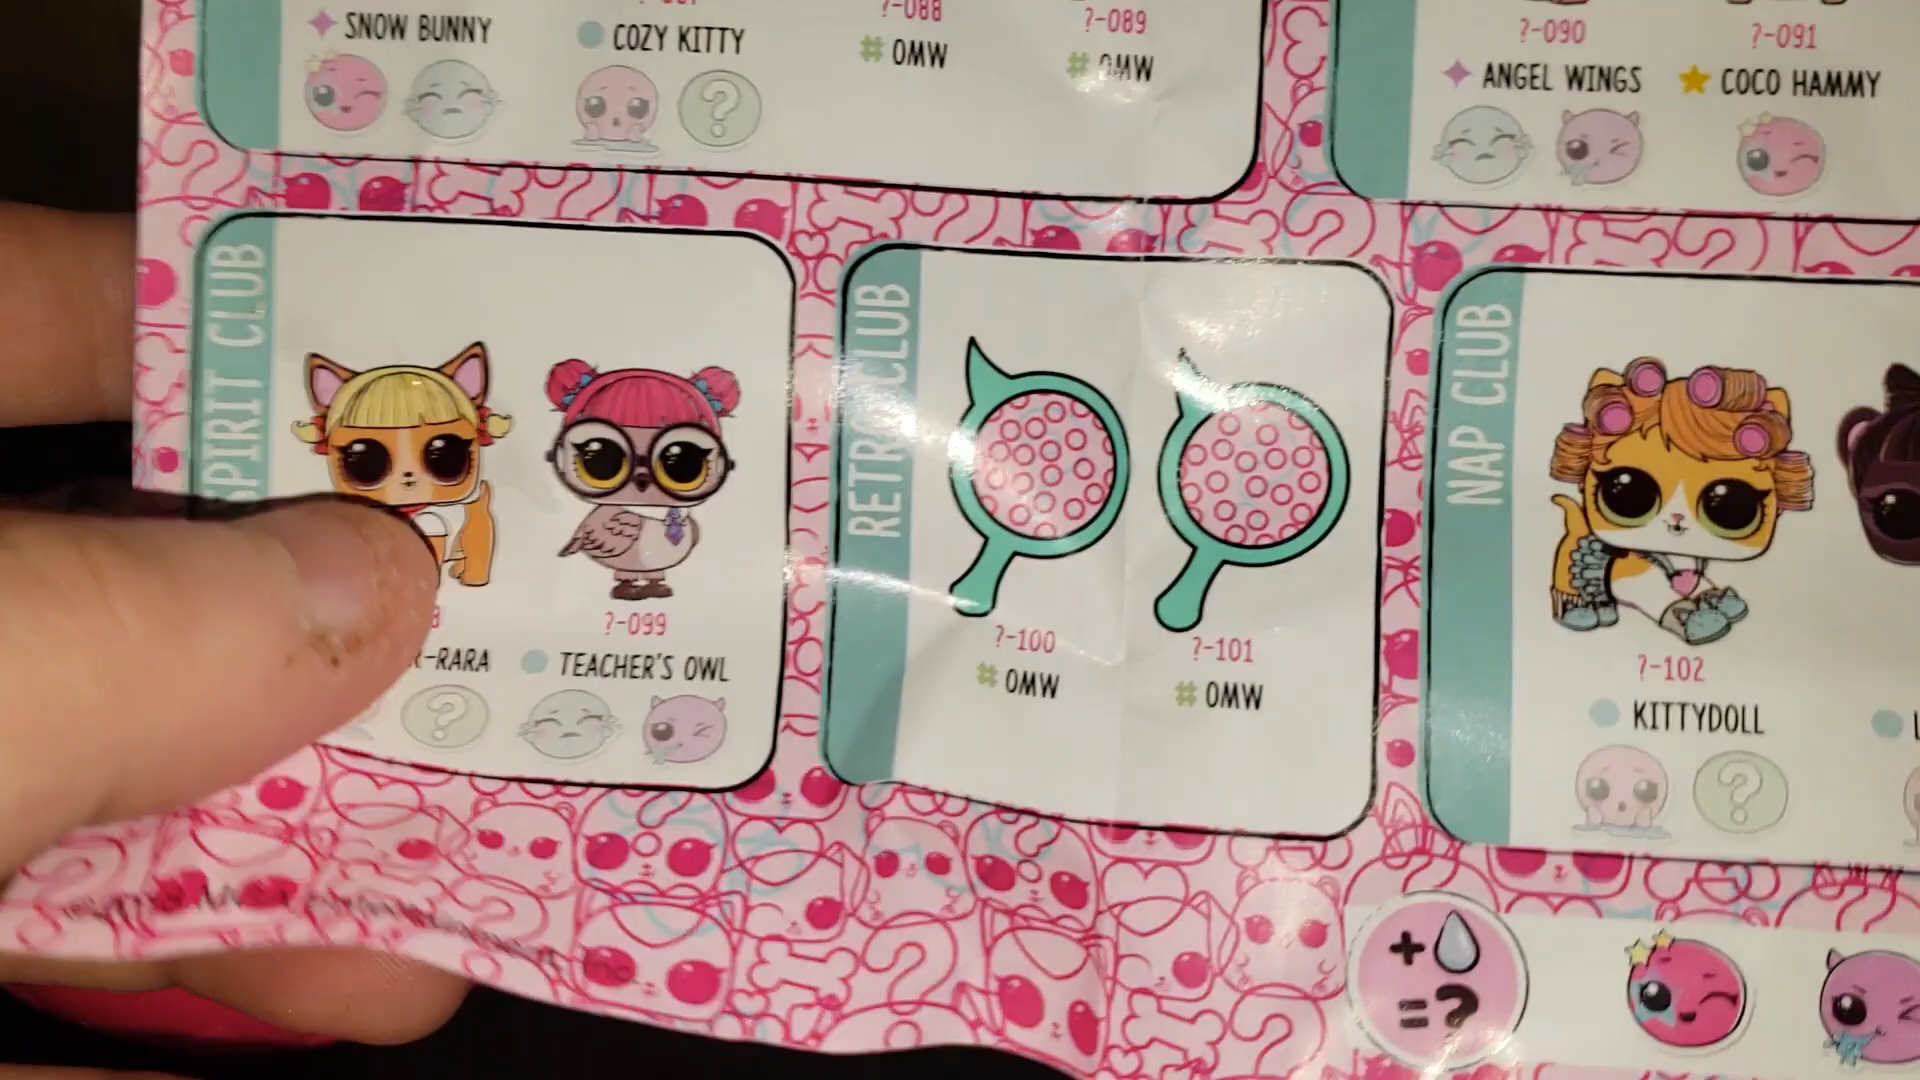 ?-088
?-089
?-090
?-091
SNOW BUNNY
COZY KITTY
# OMW
# OMW
ANGEL WINGS
COCO HAMMY
?
SPIRIT CLUB
RETRO CLUB
NAP CLUB
?-099
?-100
?-101
?-102
R-RARA
TEACHER'S OWL
# OMW
# OMW
KITTYDOLL
?
?
+
=?